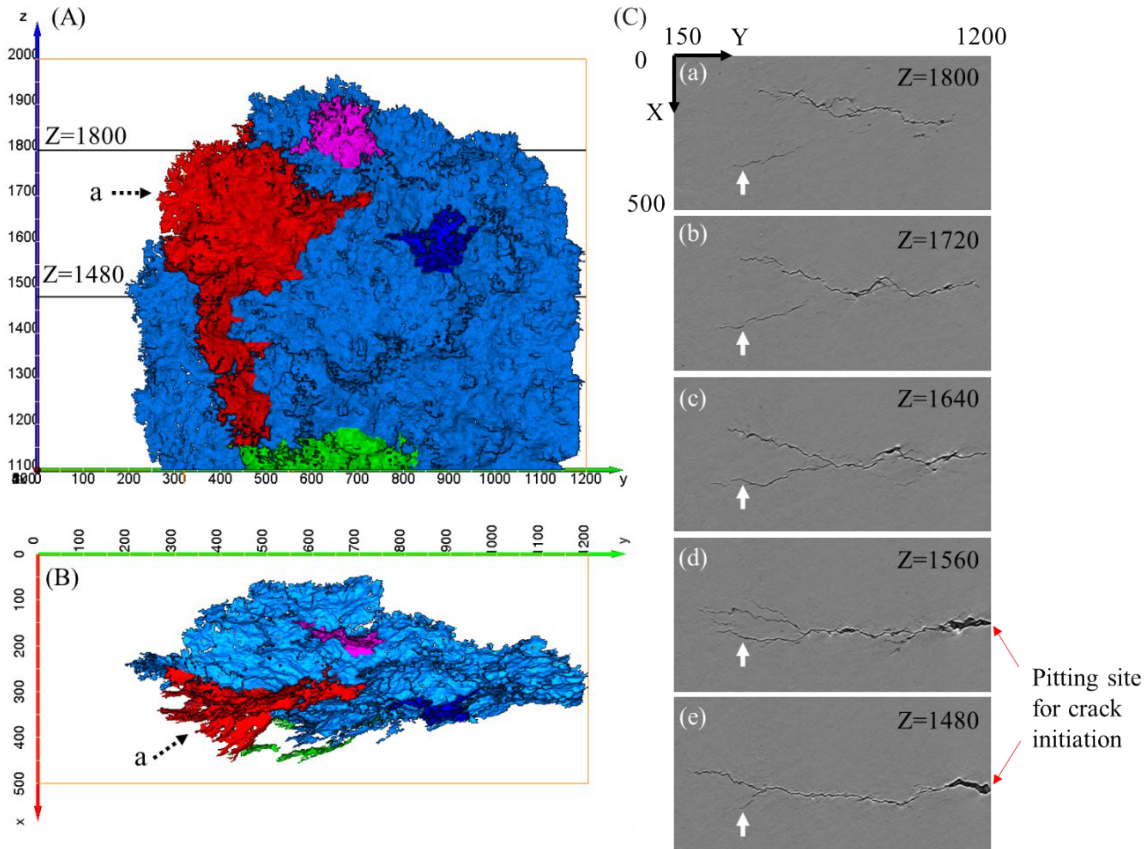 (A)
z
2000
1900
Z=1800
1800
1700
a
1600
Z=1480
1500
1400
1300
1200
1100
0 100 200 300 400 500 600 700 800 900 1000 1100 1200 y
(B)
0 100 200 300 400 500 600 700 800 900 1000 1100 1200 y
0
100
200
300
400
a
500
x
(C)
150 Y 1200
0
X
500
(a) Z=1800
(b) Z=1720
(c) Z=1640
(d) Z=1560
(e) Z=1480
Pitting site
for crack
initiation